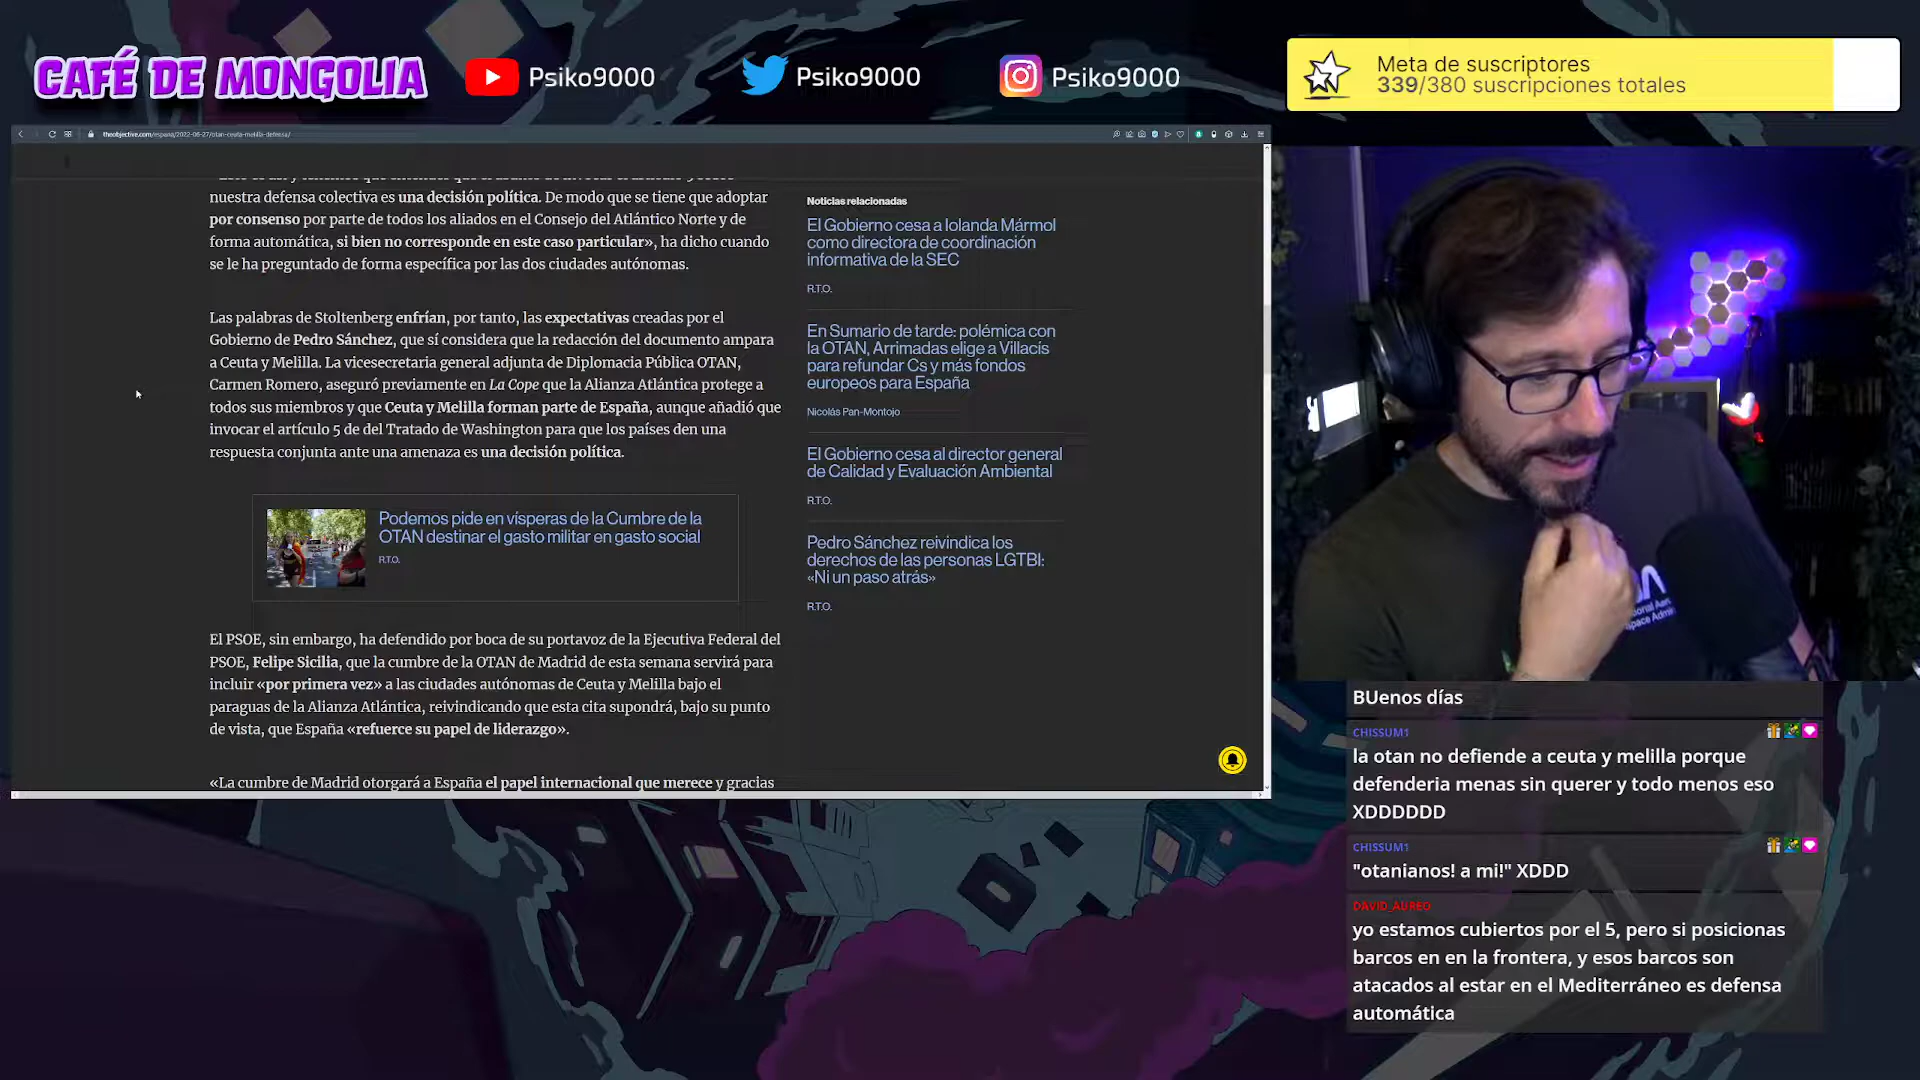 CAFÉ DE MONGOLIA
Psiko9000
Psiko9000
Psiko9000
Meta de suscriptores
339/380 suscripciones totales
theobjective.com/espana/2022-06-27/otan-ceuta-melilla-defensa/
nuestra defensa colectiva es una decisión política. De modo que se tiene que adoptar
por consenso por parte de todos los aliados en el Consejo del Atlántico Norte y de
forma automática, si bien no corresponde en este caso particular», ha dicho cuando
se le ha preguntado de forma específica por las dos ciudades autónomas.
Las palabras de Stoltenberg enfrían, por tanto, las expectativas creadas por el
Gobierno de Pedro Sánchez, que sí considera que la redacción del documento ampara
a Ceuta y Melilla. La vicesecretaria general adjunta de Diplomacia Pública OTAN,
Carmen Romero, aseguró previamente en La Cope que la Alianza Atlántica protege a
todos sus miembros y que Ceuta y Melilla forman parte de España, aunque añadió que
invocar el artículo 5 de del Tratado de Washington para que los países den una
respuesta conjunta ante una amenaza es una decisión política.
Podemos pide en vísperas de la Cumbre de la
OTAN destinar el gasto militar en gasto social
R.T.O.
El PSOE, sin embargo, ha defendido por boca de su portavoz de la Ejecutiva Federal del
PSOE, Felipe Sicilia, que la cumbre de la OTAN de Madrid de esta semana servirá para
incluir «por primera vez» a las ciudades autónomas de Ceuta y Melilla bajo el
paraguas de la Alianza Atlántica, reivindicando que esta cita supondrá, bajo su punto
de vista, que España «refuerce su papel de liderazgo».
«La cumbre de Madrid otorgará a España el papel internacional que merece y gracias
Noticias relacionadas
El Gobierno cesa a Iolanda Mármol
como directora de coordinación
informativa de la SEC
R.T.O.
En Sumario de tarde: polémica con
la OTAN, Arrimadas elige a Villacís
para refundar Cs y más fondos
europeos para España
Nicolás Pan-Montojo
El Gobierno cesa al director general
de Calidad y Evaluación Ambiental
R.T.O.
Pedro Sánchez reivindica los
derechos de las personas LGTBI:
«Ni un paso atrás»
R.T.O.
BUenos días
CHISSUM1
la otan no defiende a ceuta y melilla porque
defenderia menas sin querer y todo menos eso
XDDDDDD
CHISSUM1
"otanianos! a mi!" XDDD
DAVID_AUREO
yo estamos cubiertos por el 5, pero si posicionas
barcos en en la frontera, y esos barcos son
atacados al estar en el Mediterráneo es defensa
automática